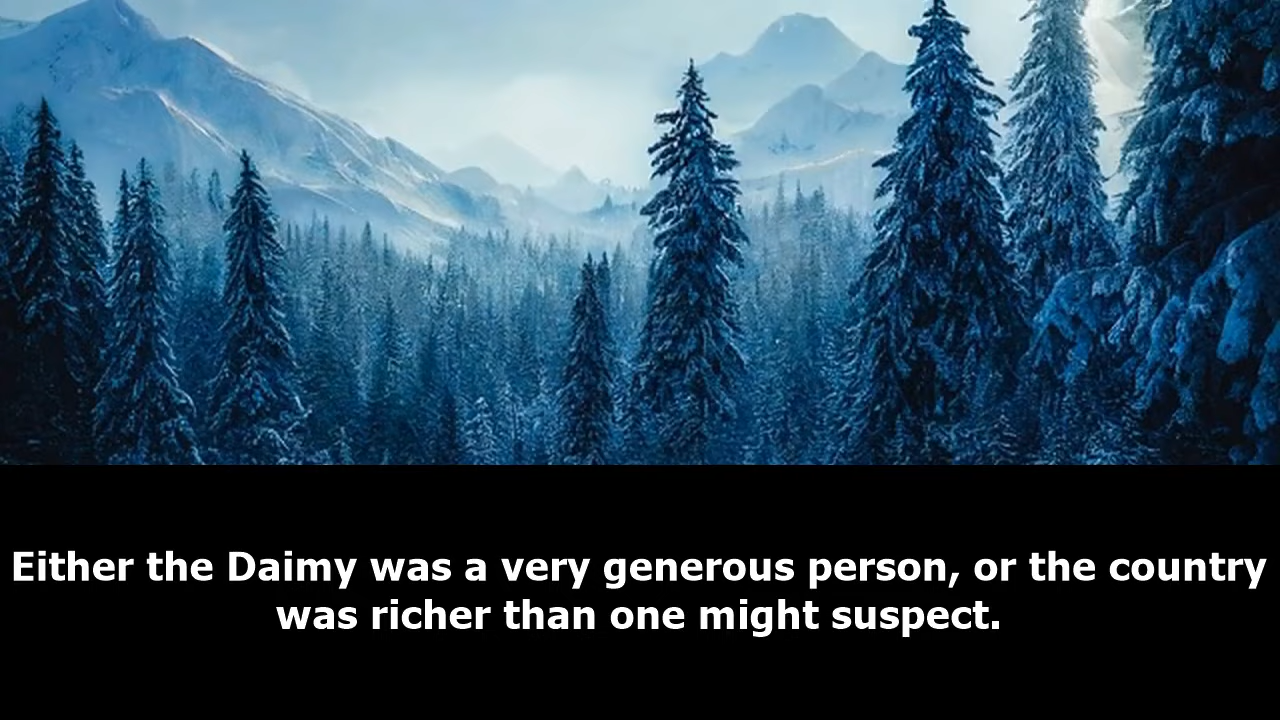 Either the Daimy was a very generous person, or the country
was richer than one might suspect.